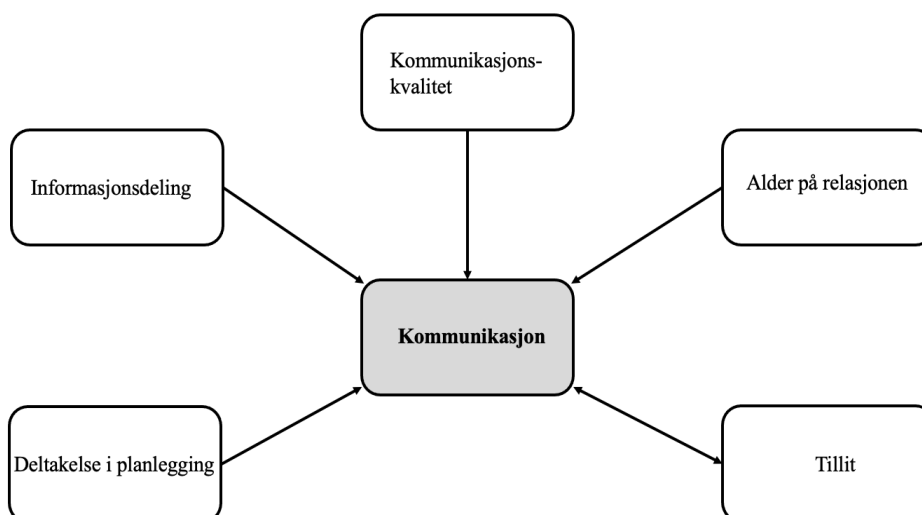 Kommunikasjons-
kvalitet
Informasjonsdeling
Alder på relasjonen
Kommunikasjon
Deltakelse i planlegging
Tillit